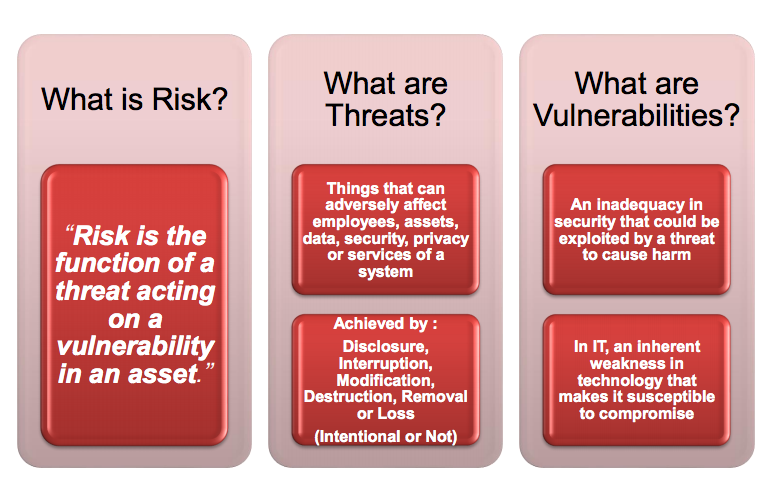 What is Risk?
“Risk is the
function of a
threat acting
on a
vulnerability
in an asset.”
What are
Threats?
Things that can
adversely affect
employees, assets,
data, security, privacy
or services of a
system
Achieved by :
Disclosure,
Interruption,
Modification,
Destruction, Removal
or Loss
(Intentional or Not)
What are
Vulnerabilities?
An inadequacy in
security that could be
exploited by a threat
to cause harm
In IT, an inherent
weakness in
technology that
makes it susceptible
to compromise